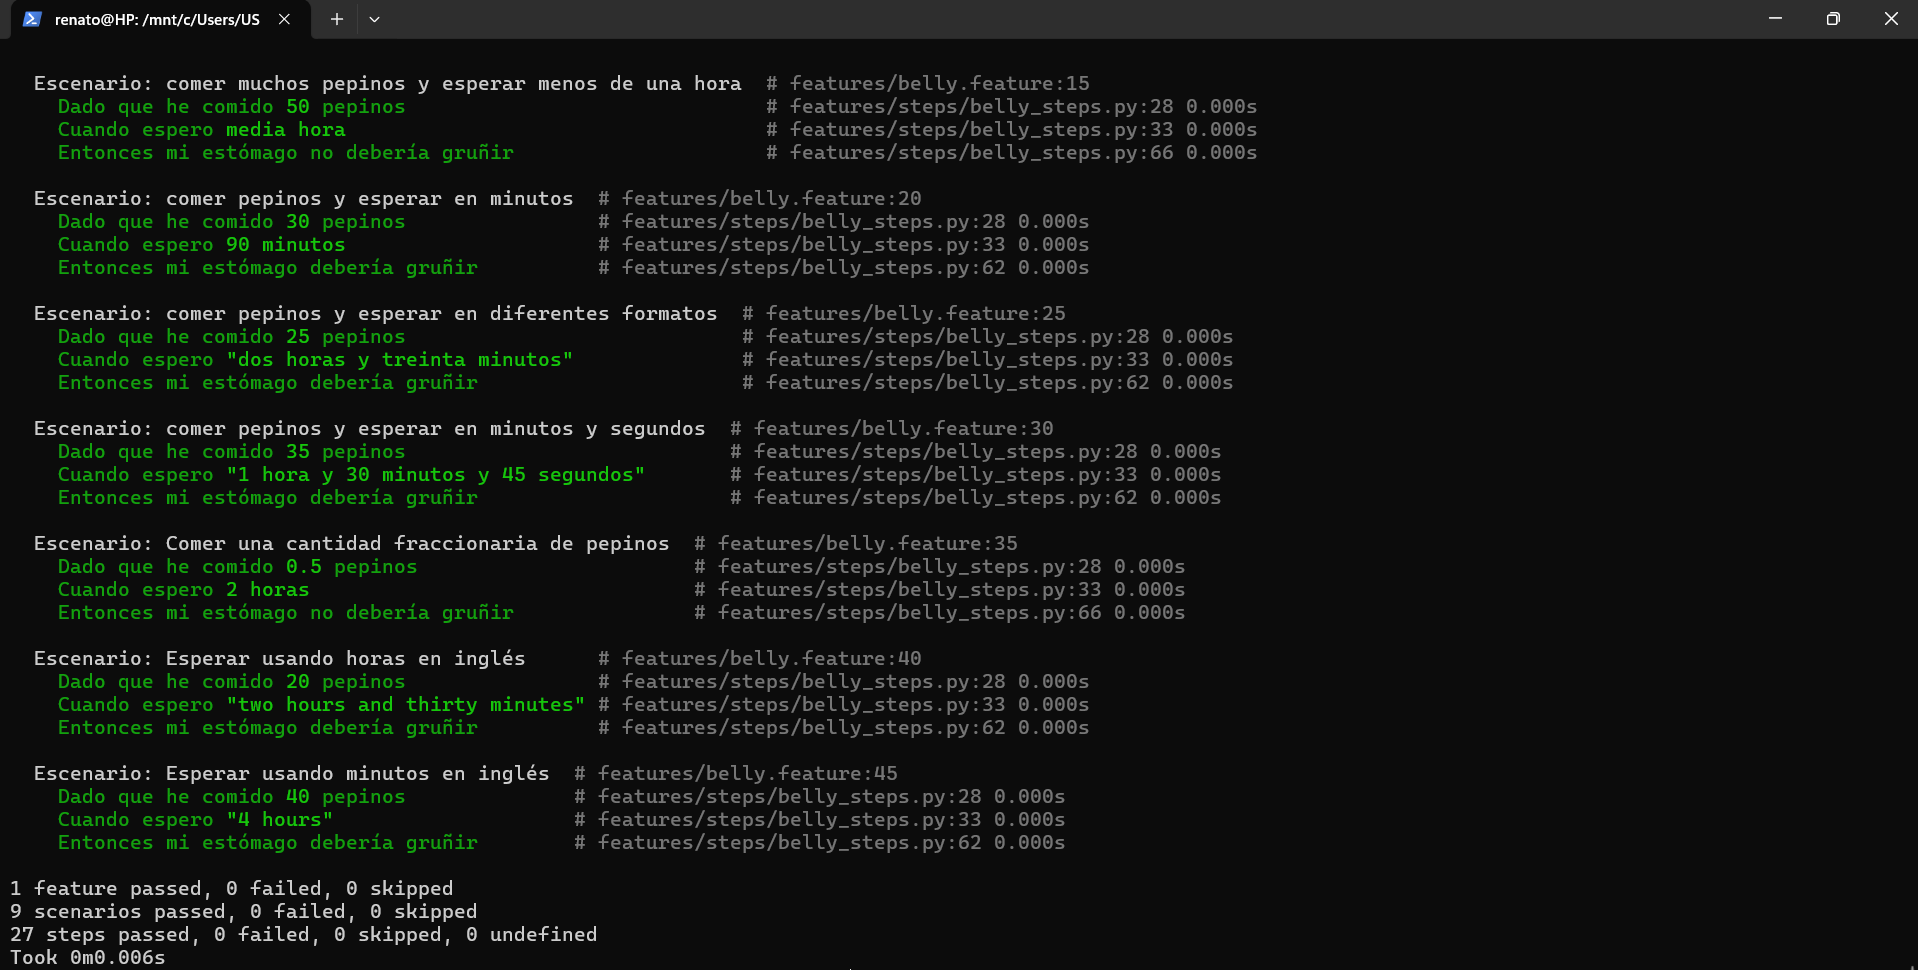 renato@HP: /mnt/c/Users/US
Escenario: comer muchos pepinos y esperar menos de una hora  # features/belly.feature:15
Dado que he comido 50 pepinos # features/steps/belly_steps.py:28 0.000s
Cuando espero media hora # features/steps/belly_steps.py:33 0.000s
Entonces mi estómago no debería gruñir # features/steps/belly_steps.py:66 0.000s
Escenario: comer pepinos y esperar en minutos  # features/belly.feature:20
Dado que he comido 30 pepinos # features/steps/belly_steps.py:28 0.000s
Cuando espero 90 minutos # features/steps/belly_steps.py:33 0.000s
Entonces mi estómago debería gruñir # features/steps/belly_steps.py:62 0.000s
Escenario: comer pepinos y esperar en diferentes formatos  # features/belly.feature:25
Dado que he comido 25 pepinos # features/steps/belly_steps.py:28 0.000s
Cuando espero "dos horas y treinta minutos" # features/steps/belly_steps.py:33 0.000s
Entonces mi estómago debería gruñir # features/steps/belly_steps.py:62 0.000s
Escenario: comer pepinos y esperar en minutos y segundos  # features/belly.feature:30
Dado que he comido 35 pepinos # features/steps/belly_steps.py:28 0.000s
Cuando espero "1 hora y 30 minutos y 45 segundos" # features/steps/belly_steps.py:33 0.000s
Entonces mi estómago debería gruñir # features/steps/belly_steps.py:62 0.000s
Escenario: Comer una cantidad fraccionaria de pepinos  # features/belly.feature:35
Dado que he comido 0.5 pepinos # features/steps/belly_steps.py:28 0.000s
Cuando espero 2 horas # features/steps/belly_steps.py:33 0.000s
Entonces mi estómago no debería gruñir # features/steps/belly_steps.py:66 0.000s
Escenario: Esperar usando horas en inglés # features/belly.feature:40
Dado que he comido 20 pepinos # features/steps/belly_steps.py:28 0.000s
Cuando espero "two hours and thirty minutes" # features/steps/belly_steps.py:33 0.000s
Entonces mi estómago debería gruñir # features/steps/belly_steps.py:62 0.000s
Escenario: Esperar usando minutos en inglés  # features/belly.feature:45
Dado que he comido 40 pepinos # features/steps/belly_steps.py:28 0.000s
Cuando espero "4 hours" # features/steps/belly_steps.py:33 0.000s
Entonces mi estómago debería gruñir # features/steps/belly_steps.py:62 0.000s
1 feature passed, 0 failed, 0 skipped
9 scenarios passed, 0 failed, 0 skipped
27 steps passed, 0 failed, 0 skipped, 0 undefined
Took 0m0.006s